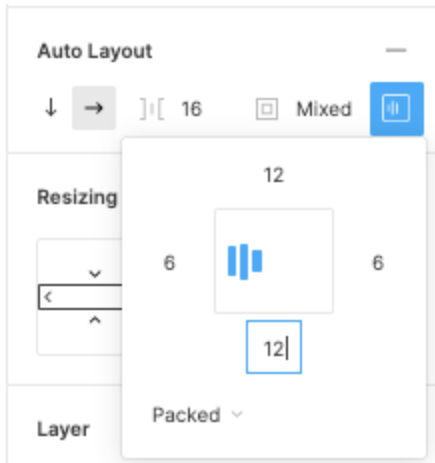 Auto Layout
16 Mixed
12
Resizing
6 6
12
Packed
Layer